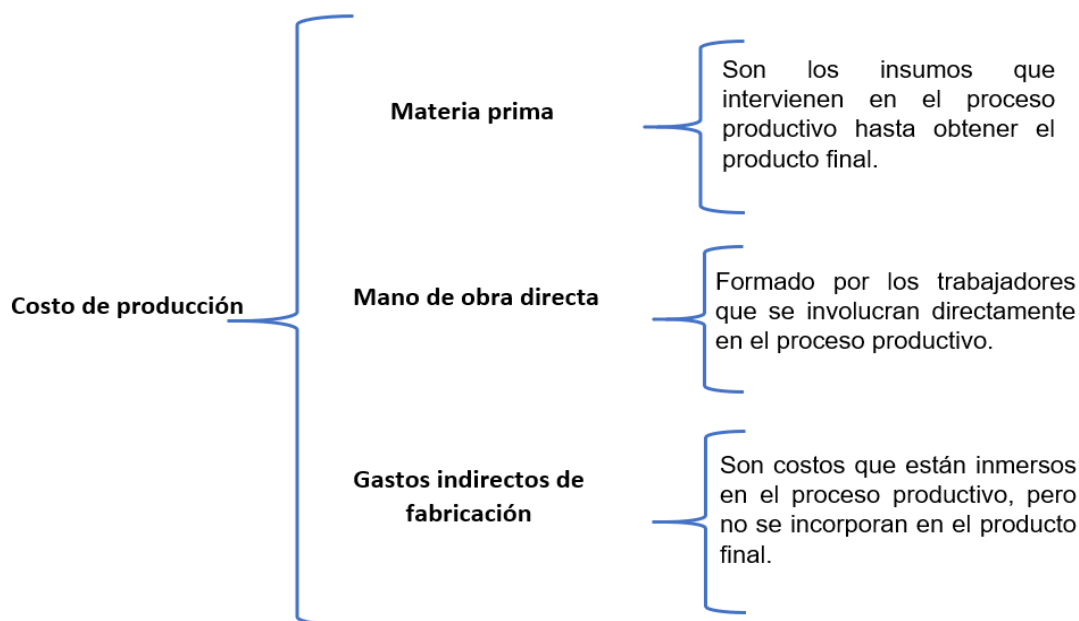 Costo de producción
Materia prima
Son los insumos que
intervienen en el proceso
productivo hasta obtener el
producto final.
Mano de obra directa
Formado por los trabajadores
que se involucran directamente
en el proceso productivo.
Gastos indirectos de
fabricación
Son costos que están inmersos
en el proceso productivo, pero
no se incorporan en el producto
final.